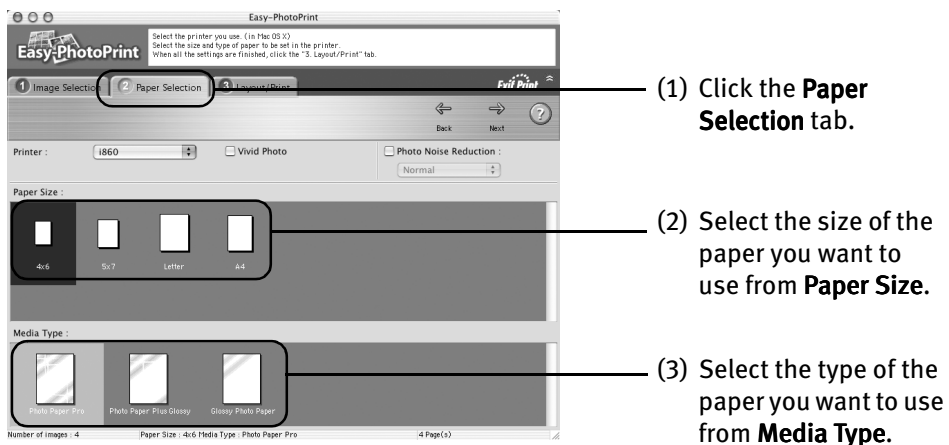 Easy-PhotoPrint
Easy-PhotoPrint
Select the printer you use. (in Mac OS X)
Select the size and type of paper to be set in the printer.
When all the settings are finished, click the "3. Layout/Print" tab.
1 Image Selection
2 Paper Selection
3 Layout/Print
Exif Print
Back
Next
?
Printer :
i860
Vivid Photo
Photo Noise Reduction :
Normal
Paper Size :
4x6
5x7
Letter
A4
Media Type :
Photo Paper Pro
Photo Paper Plus Glossy
Glossy Photo Paper
Number of images : 4
Paper Size : 4x6 Media Type : Photo Paper Pro
4 Page(s)
(1) Click the Paper
Selection tab.
(2) Select the size of the
paper you want to
use from Paper Size.
(3) Select the type of the
paper you want to use
from Media Type.